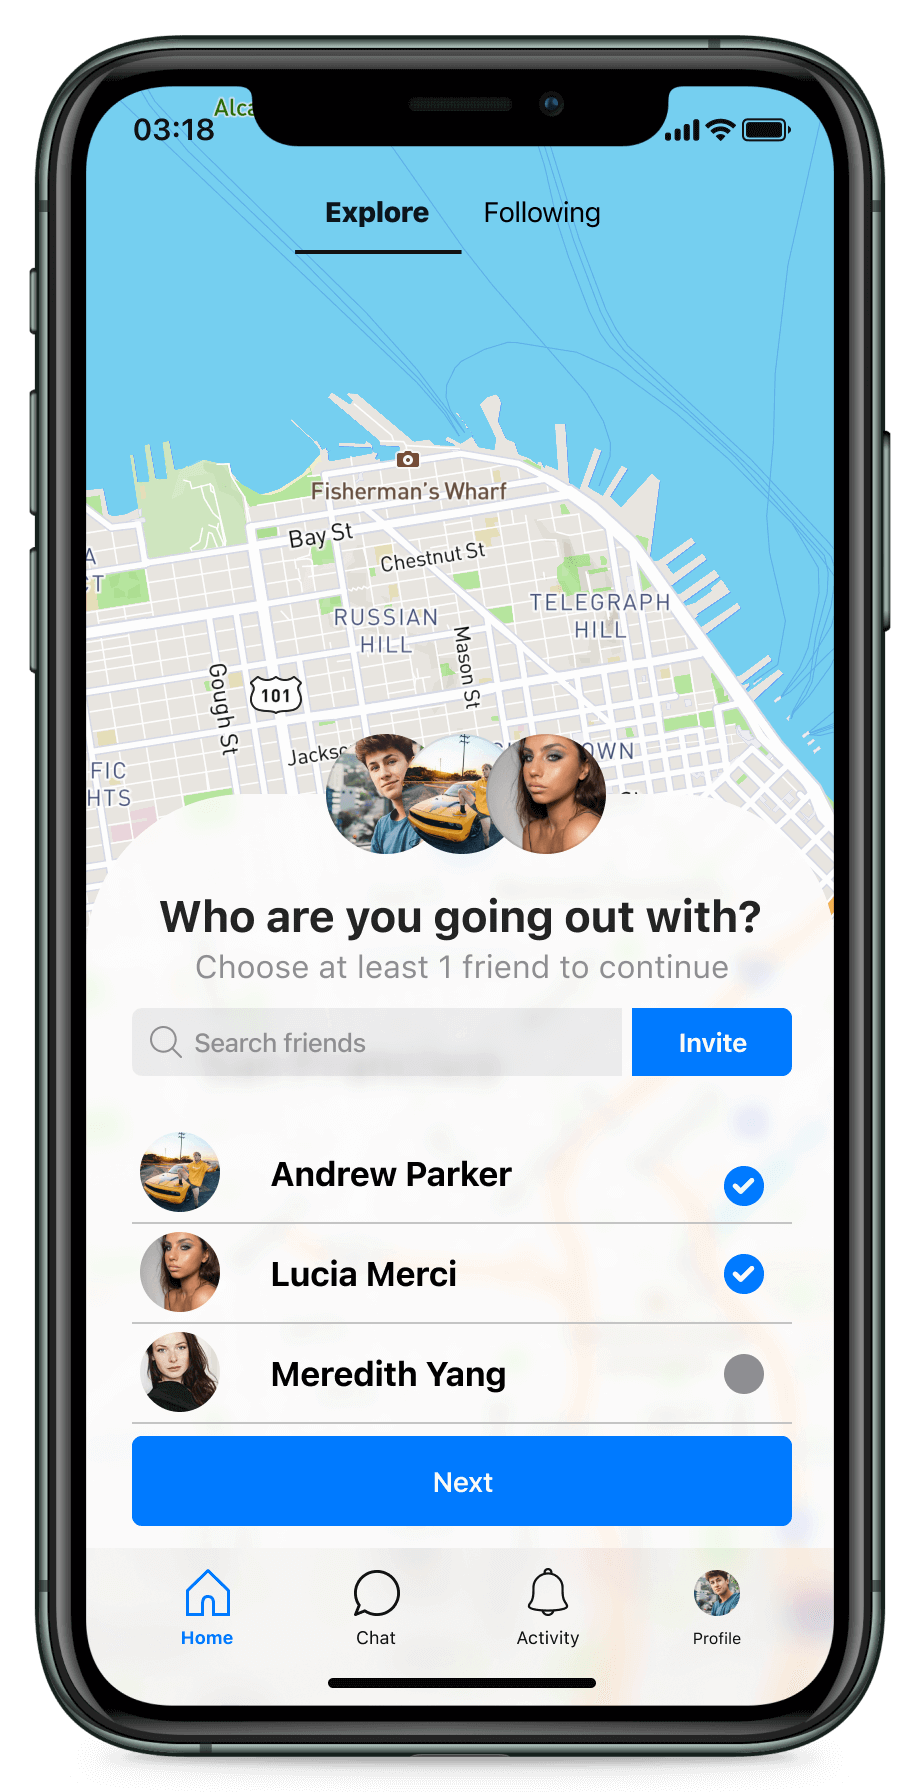 Alca
03:18
Explore
Following
Fisherman's Wharf
Bay St
Chestnut St
RUSSIAN
HILL
TELEGRAPH
HILL
Mason St
Gough St
101
Jacks
FIC
HTS
OWN
Who are you going out with?
Choose at least 1 friend to continue
Search friends
Invite
Andrew Parker
Lucia Merci
Meredith Yang
Next
Home
Chat
Activity
Profile